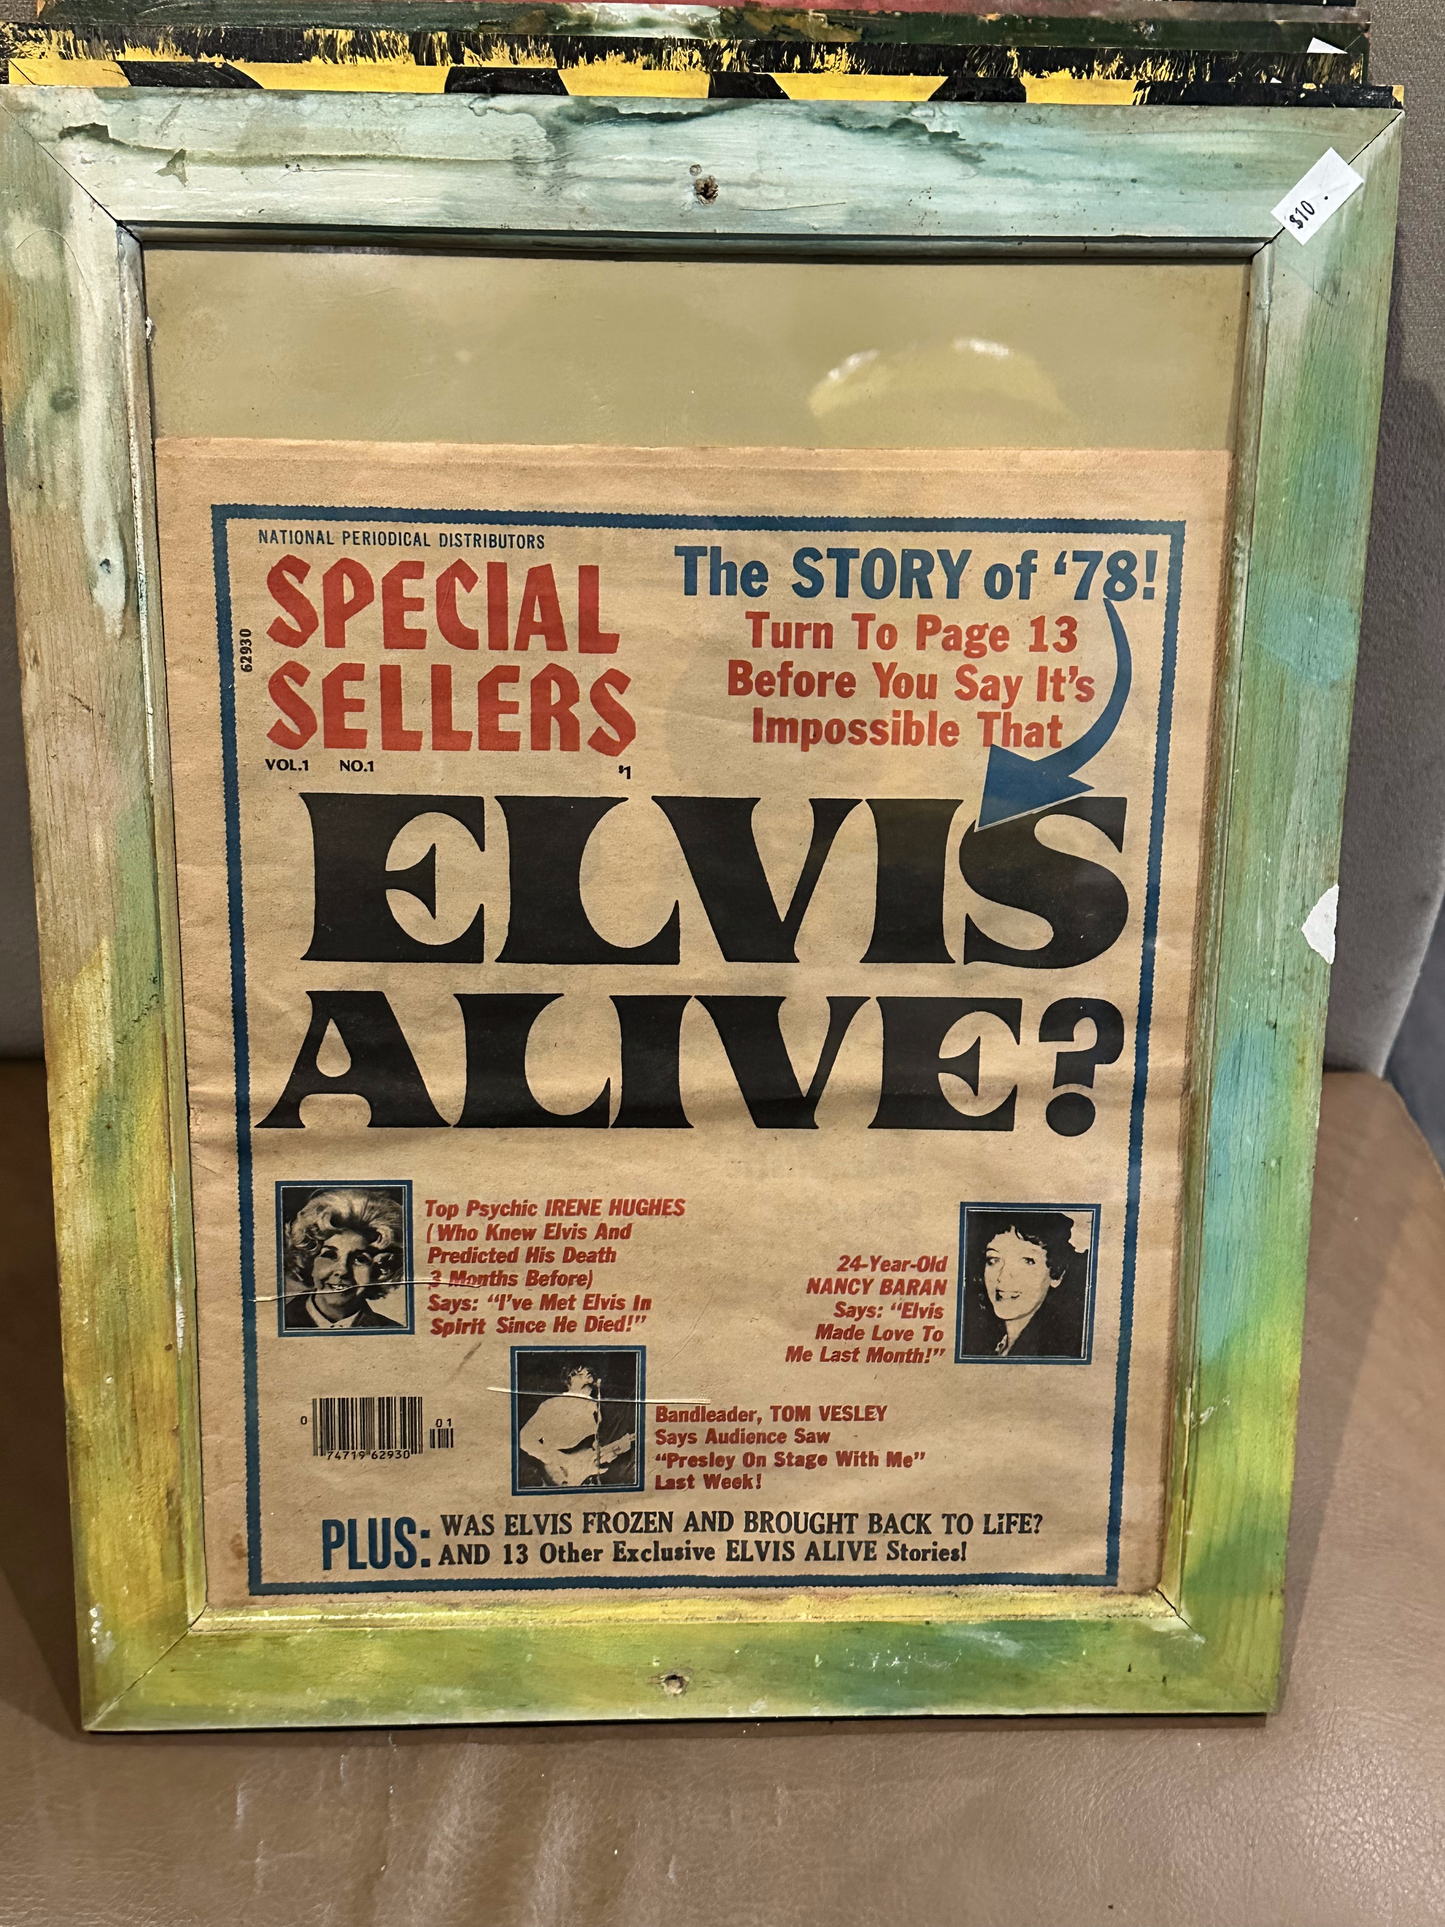 $10.
NATIONAL PERIODICAL DISTRIBUTORS
SPECIAL
SELLERS
62930
VOL.1 NO.1 $1
The STORY of ‘78!
Turn To Page 13
Before You Say It's
Impossible That
ELVIS
ALIVE?
Top Psychic IRENE HUGHES
(Who Knew Elvis And
Predicted His Death
3 Months Before)
Says: “I've Met Elvis In
Spirit Since He Died!”
24-Year-Old
NANCY BARAN
Says: “Elvis
Made Love To
Me Last Month!”
Bandleader, TOM VESLEY
Says Audience Saw
“Presley On Stage With Me”
Last Week!
0 74719 62930 01
PLUS: WAS ELVIS FROZEN AND BROUGHT BACK TO LiFE?
AND 13 Other Exclusive ELVIS ALIVE Stories!